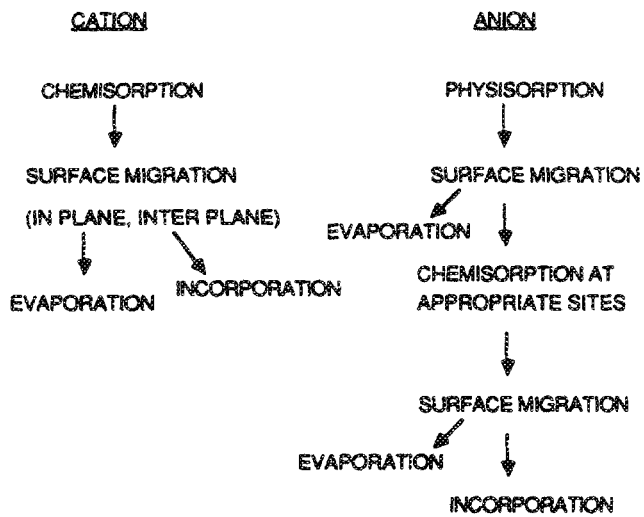 CATION
CHEMISORPTION
SURFACE MIGRATION
(IN PLANE, INTER PLANE)
EVAPORATION
INCORPORATION
ANION
PHYSISORPTION
SURFACE MIGRATION
EVAPORATION
CHEMISORPTION AT
APPROPRIATE SITES
SURFACE MIGRATION
EVAPORATION
INCORPORATION